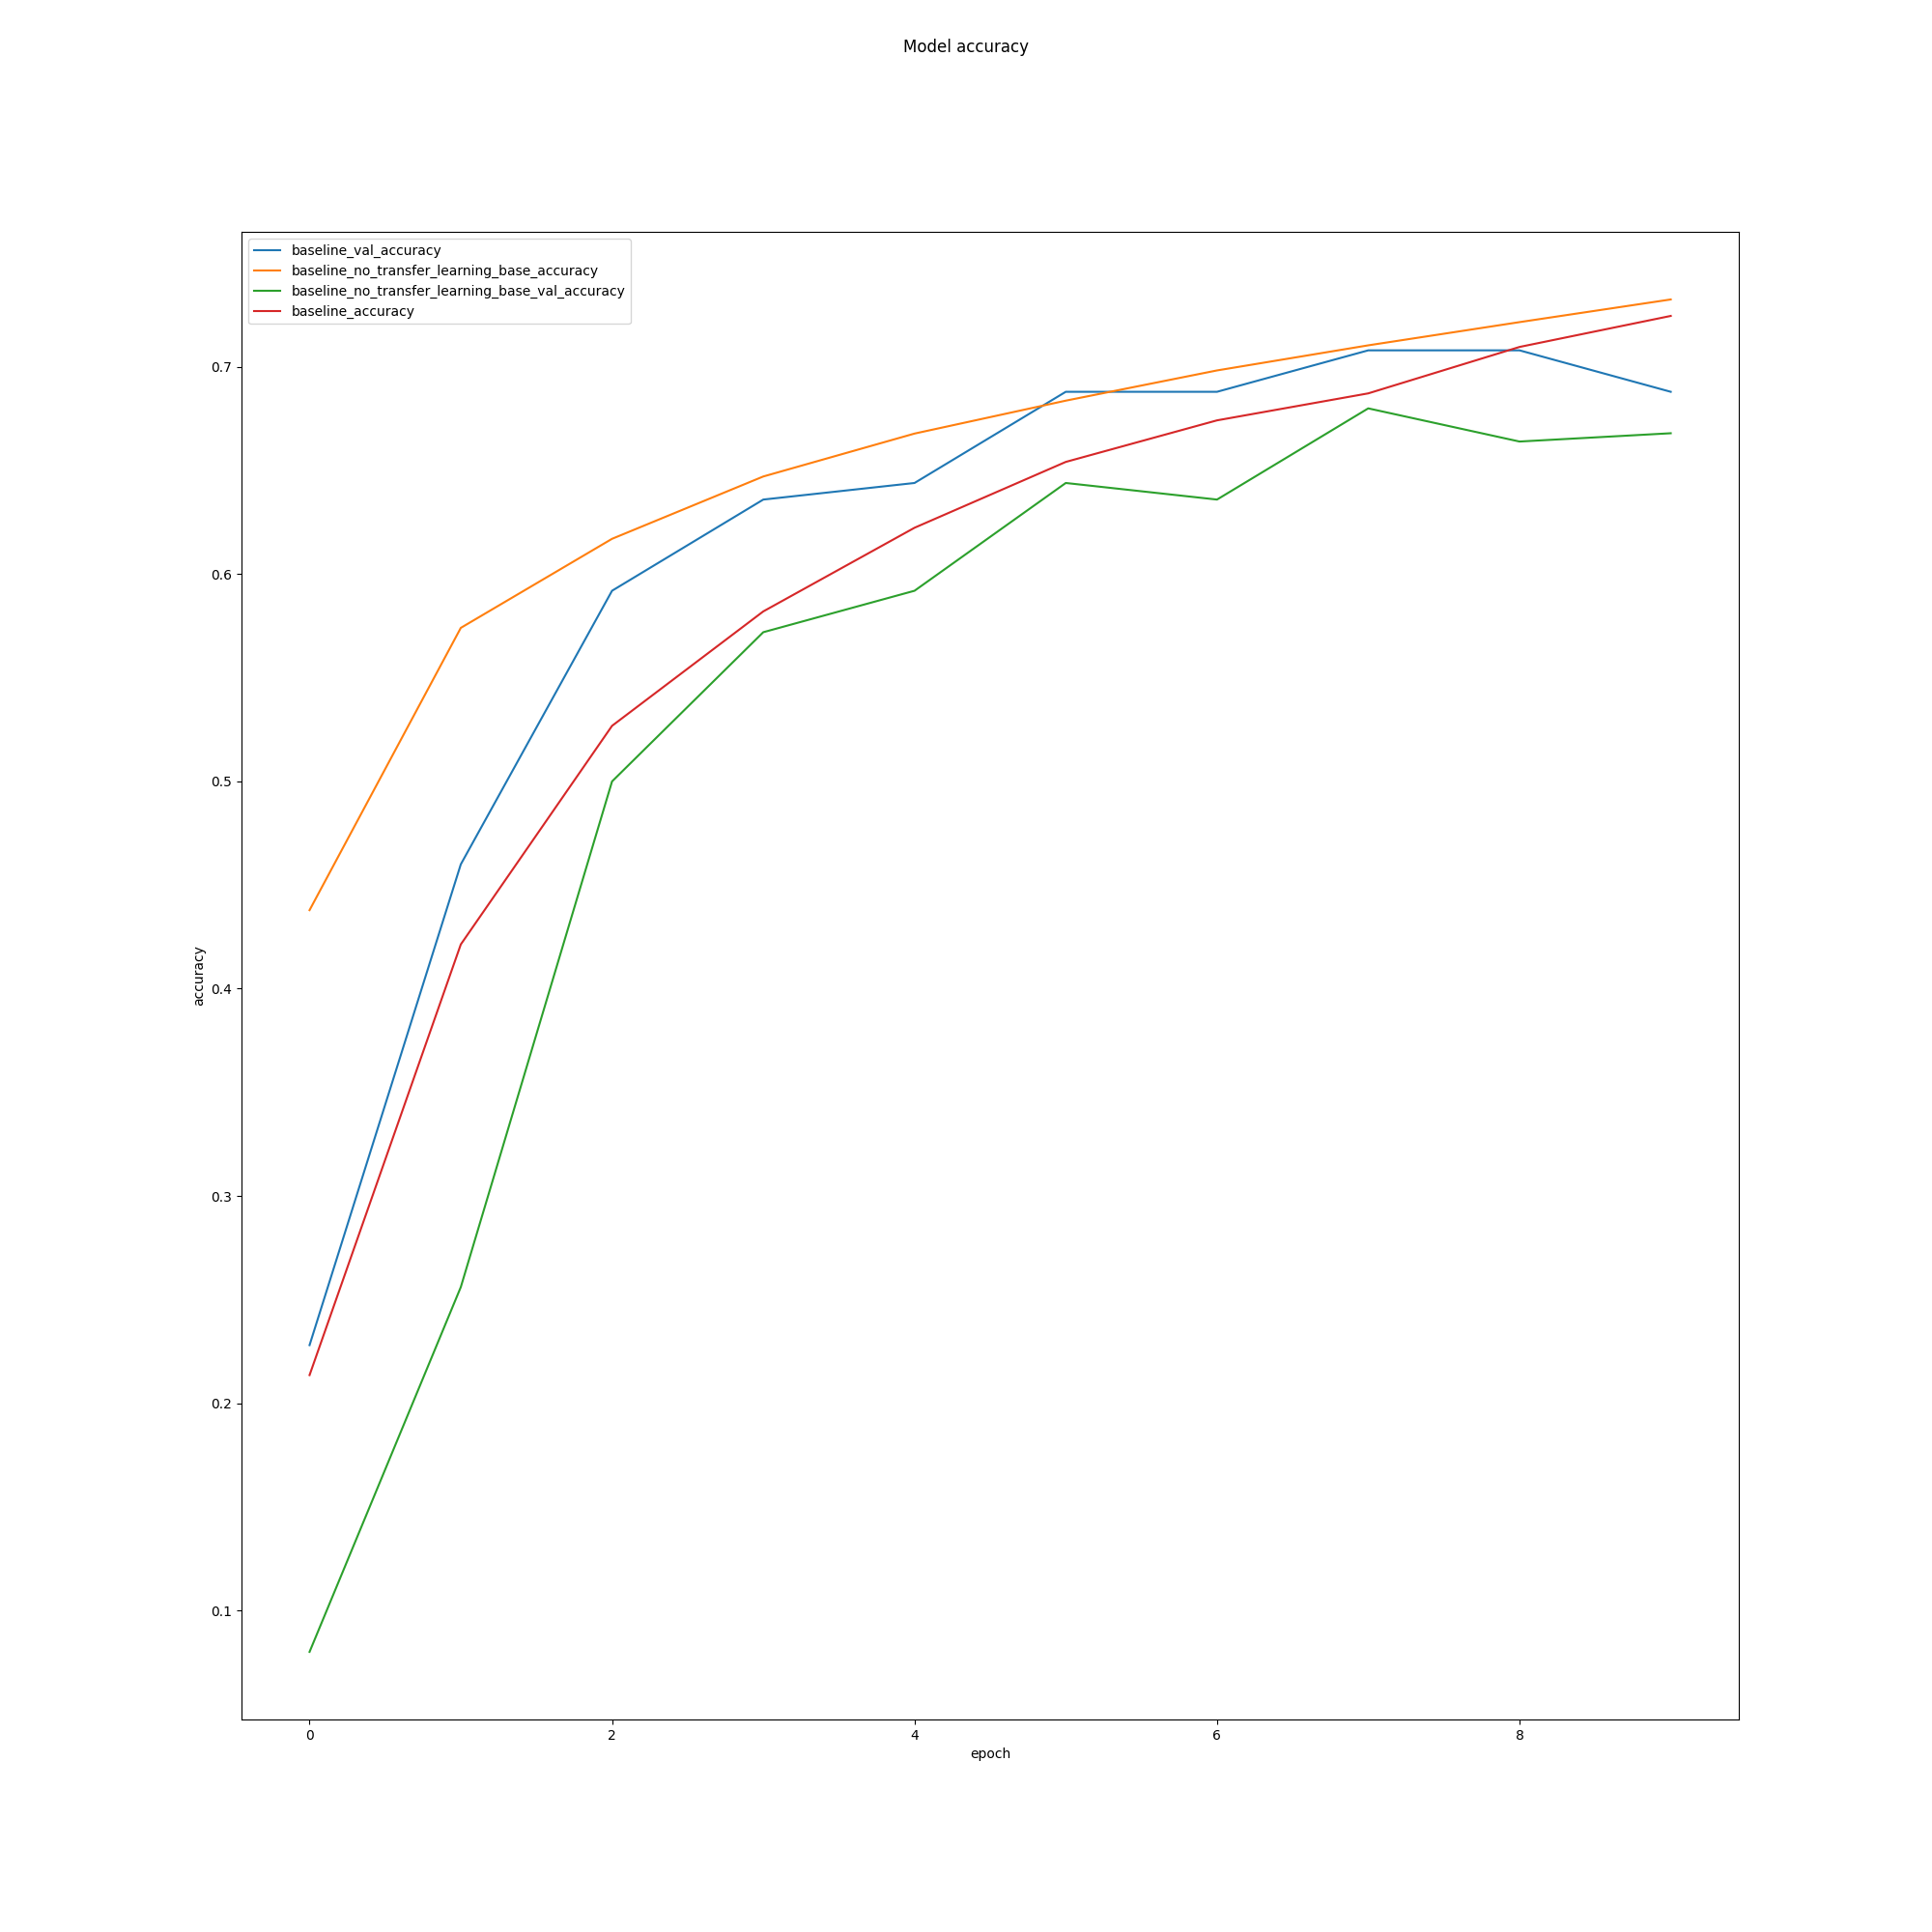 Model accuracy
baseline_val_accuracy
baseline_no_transfer_learning_base_accuracy
baseline_no_transfer_learning_base_val_accuracy
baseline_accuracy
0.7
0.6
0.5
0.4
0.3
0.2
0.1
accuracy
0 2 4 6 8
epoch